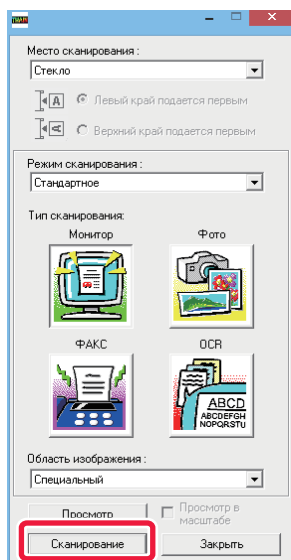 Место сканирования :
Стекло
A Левый край подается первым
A Верхний край подается первым
Режим сканирования :
Стандартное
Тип сканирования:
Монитор Фото
ФАКС OCR
ABCD
ABCDEFGH
NOPQRSTU
Область изображения :
Специальный
Просмотр Просмотр в
масштабе
Сканирование Закрыть